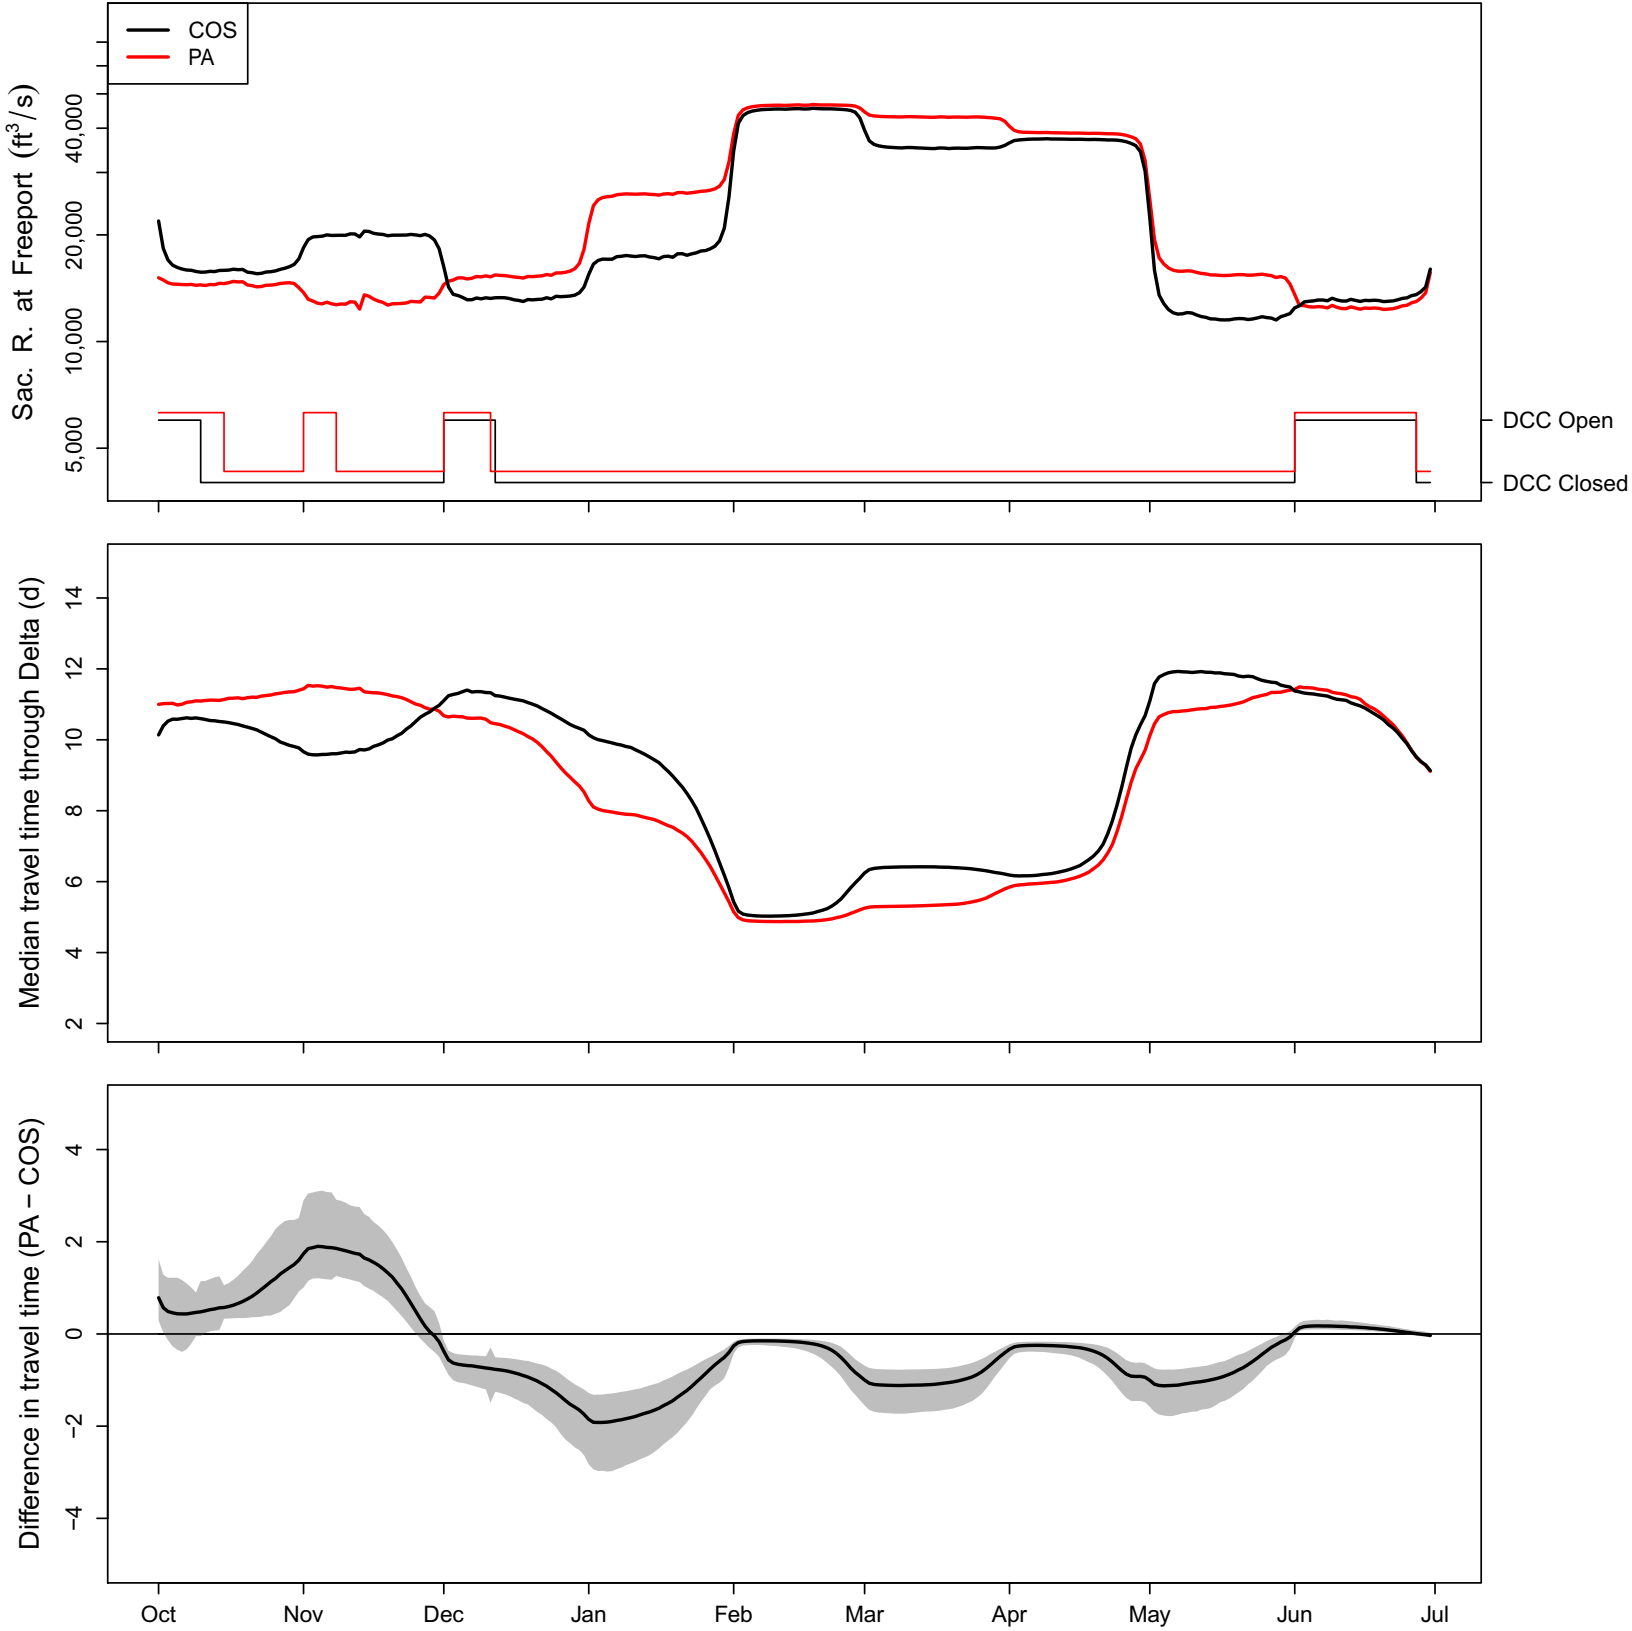 COS
PA
Sac. R. at Freeport (ft³/s)
40,000
20,000
10,000
5,000
DCC Open
DCC Closed
Median travel time through Delta (d)
14
12
10
8
6
4
2
Difference in travel time (PA − COS)
4
2
0
−2
−4
Oct Nov Dec Jan Feb Mar Apr May Jun Jul